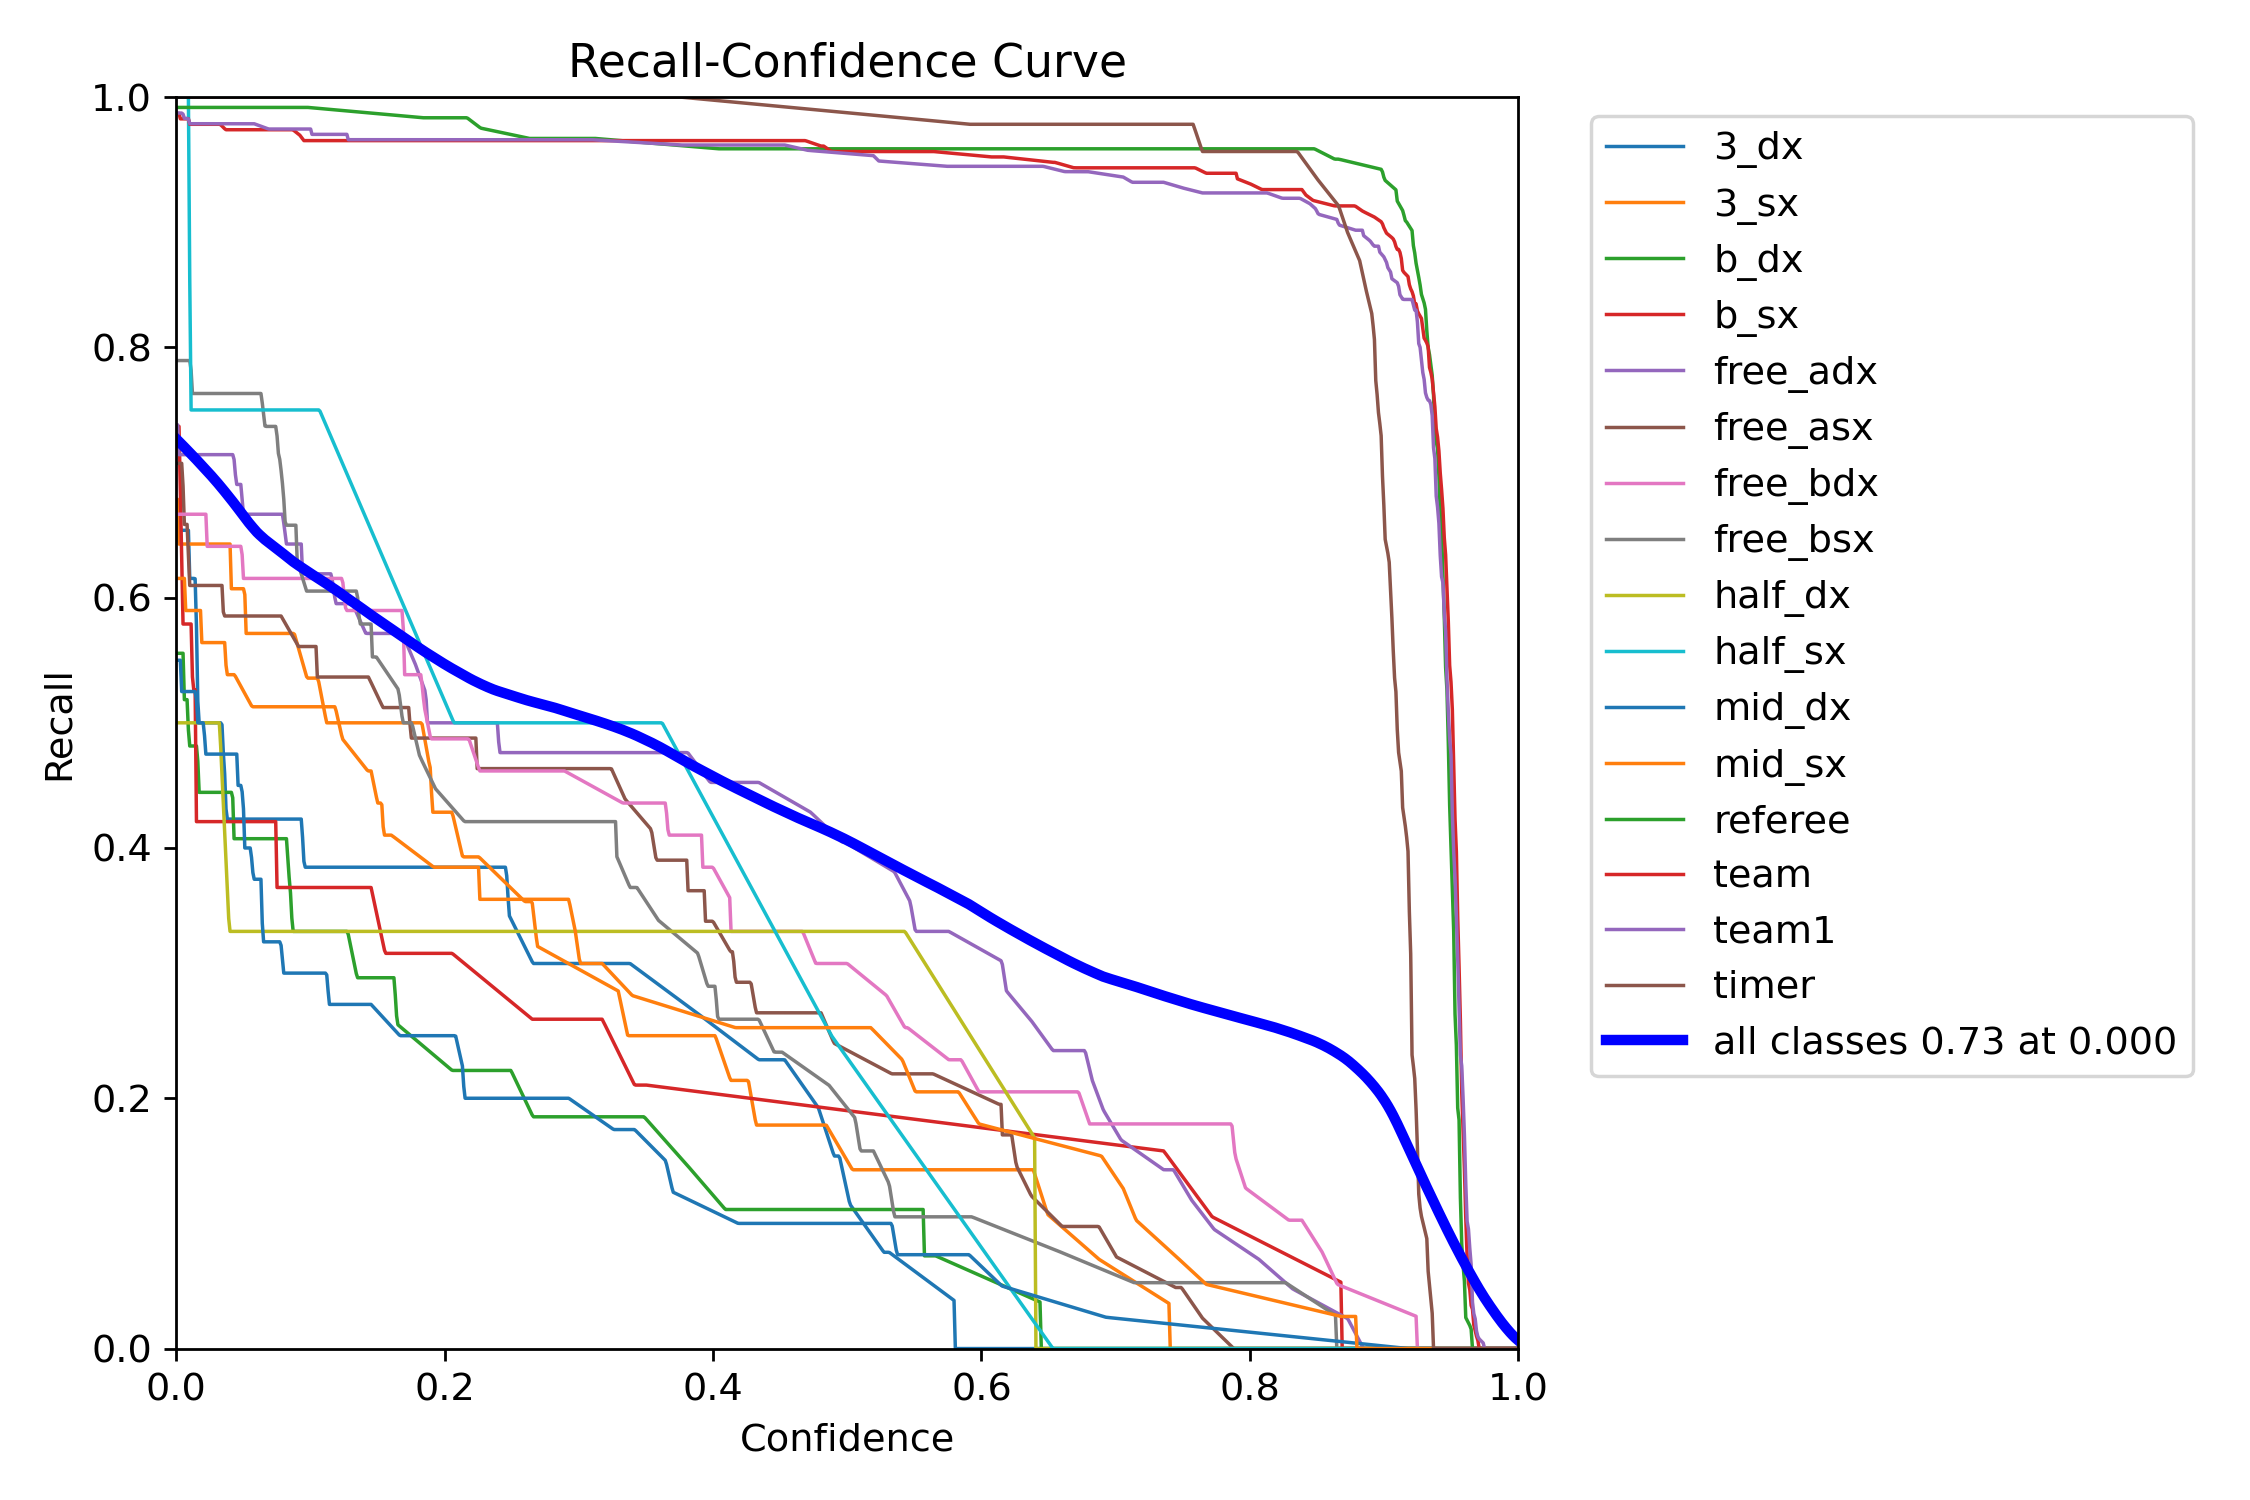 Recall-Confidence Curve
1.0
0.8
0.6
0.4
0.2
0.0
Recall
0.0 0.2 0.4 0.6 0.8 1.0
Confidence
3_dx
3_sx
b_dx
b_sx
free_adx
free_asx
free_bdx
free_bsx
half_dx
half_sx
mid_dx
mid_sx
referee
team
team1
timer
all classes 0.73 at 0.000